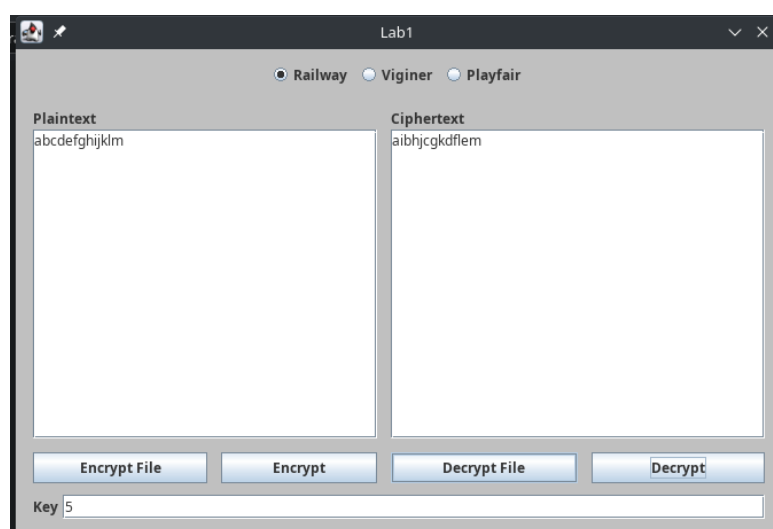 Lab1
Railway Viginer Playfair
Plaintext Ciphertext
abcdefghijklm aibhjcgkdflem
Encrypt File Encrypt Decrypt File Decrypt
Key 5